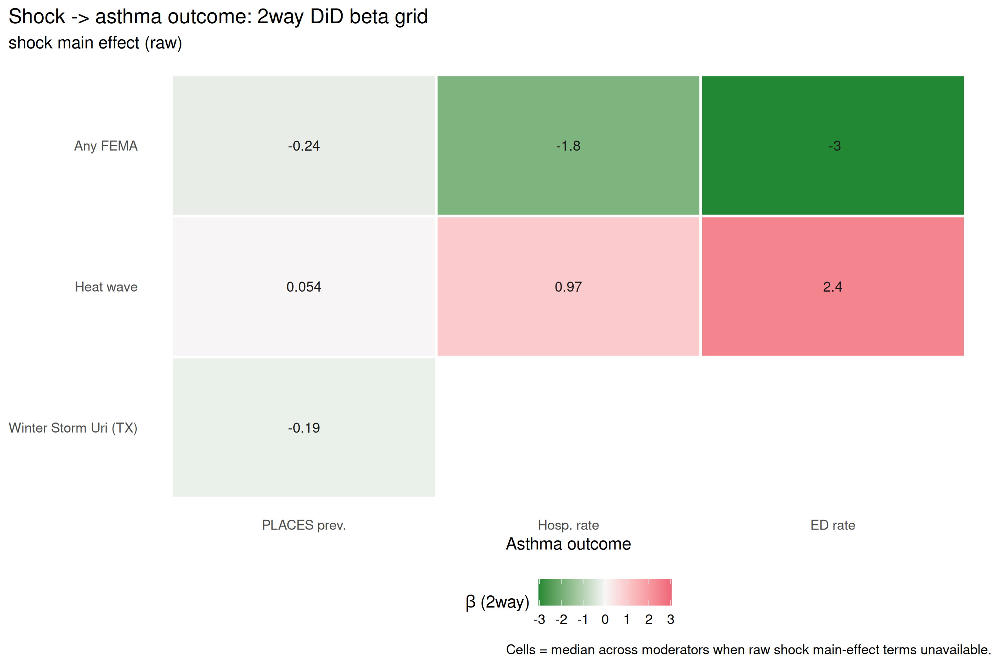 Shock -> asthma outcome: 2way DiD beta grid
shock main effect (raw)
Any FEMA
-0.24
-1.8
-3
Heat wave
0.054
0.97
2.4
Winter Storm Uri (TX)
-0.19
PLACES prev.
Hosp. rate
ED rate
Asthma outcome
β (2way)
-3 -2 -1 0 1 2 3
Cells = median across moderators when raw shock main-effect terms unavailable.